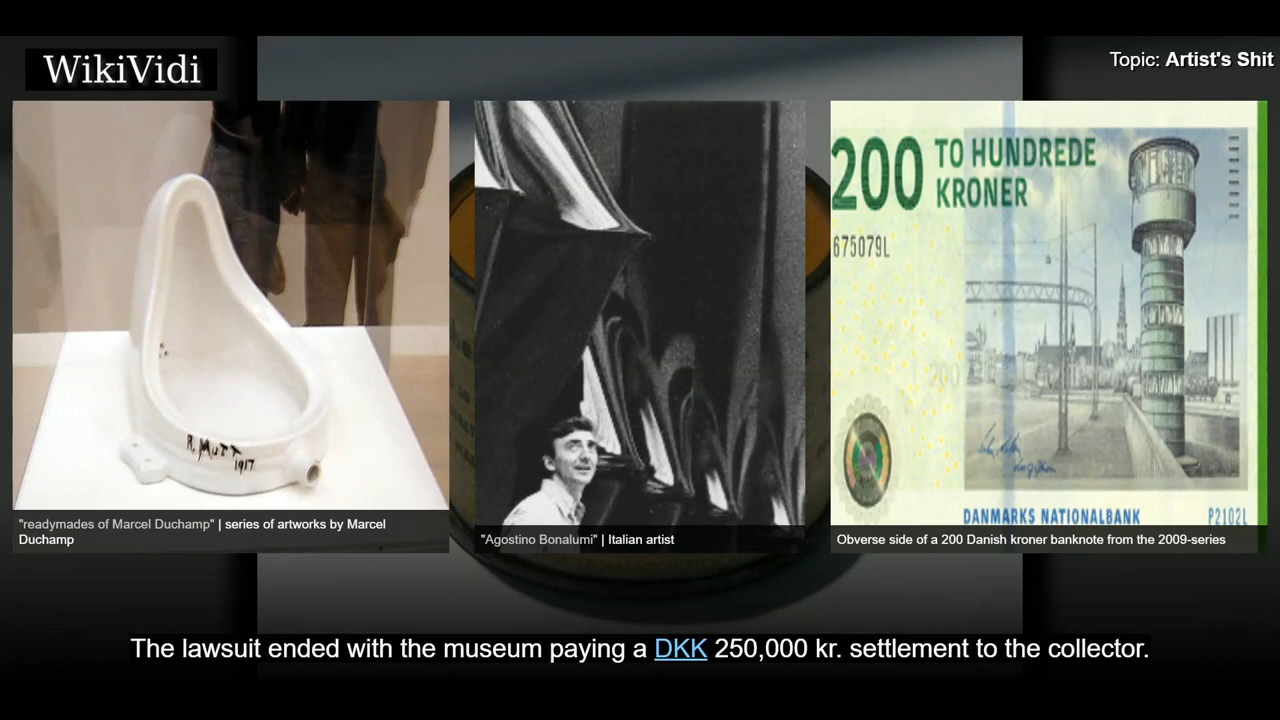 WikiVidi
Topic: Artist's Shit
R. MUTT
1917
"readymades of Marcel Duchamp" | series of artworks by Marcel
Duchamp
"Agostino Bonalumi" | Italian artist
200 TO HUNDREDE
KRONER
675079L
200
DANMARKS NATIONALBANK P2102L
Obverse side of a 200 Danish kroner banknote from the 2009-series
The lawsuit ended with the museum paying a DKK 250,000 kr. settlement to the collector.